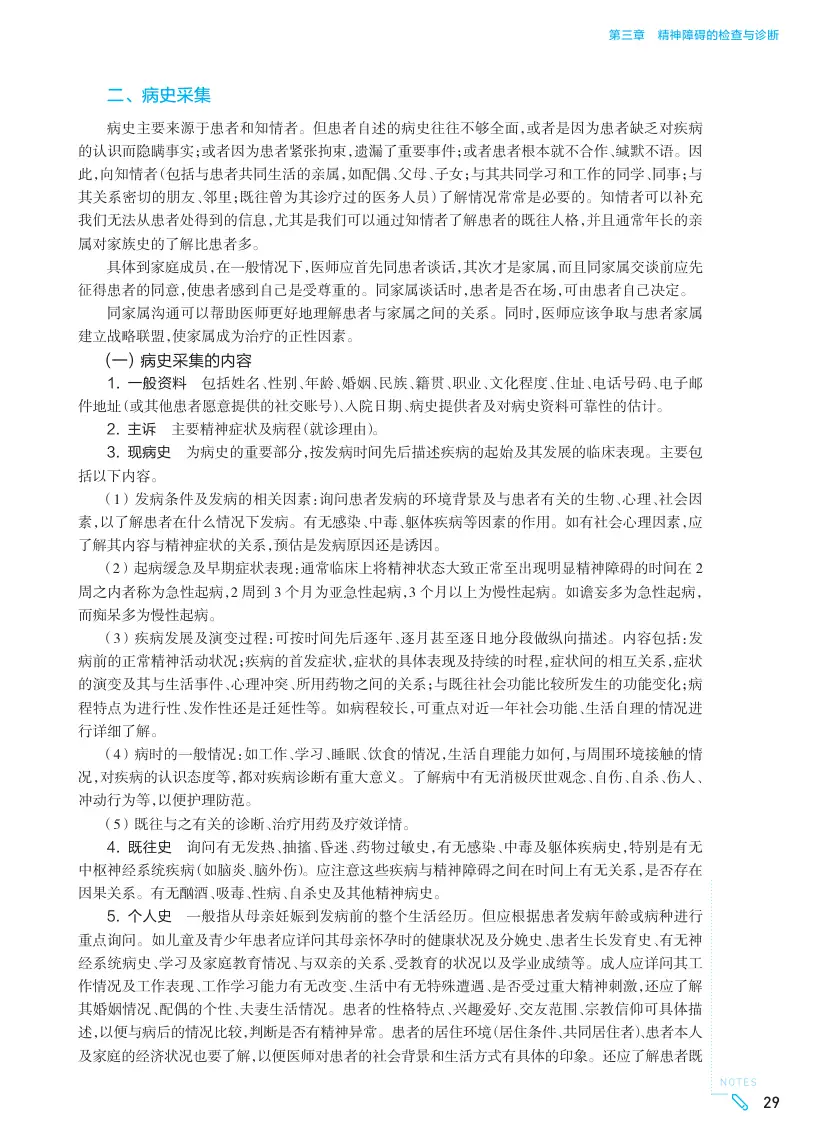 第三章　精神障碍的检查与诊断
二、病史采集
病史主要来源于患者和知情者。但患者自述的病史往往不够全面,或者是因为患者缺乏对疾病
的认识而隐瞒事实;或者因为患者紧张拘束,遗漏了重要事件;或者患者根本就不合作、缄默不语。因
此,向知情者(包括与患者共同生活的亲属,如配偶、父母、子女;与其共同学习和工作的同学、同事;与
其关系密切的朋友、邻里;既往曾为其诊疗过的医务人员)了解情况常常是必要的。知情者可以补充
我们无法从患者处得到的信息,尤其是我们可以通过知情者了解患者的既往人格,并且通常年长的亲
属对家族史的了解比患者多。
具体到家庭成员,在一般情况下,医师应首先同患者谈话,其次才是家属,而且同家属交谈前应先
征得患者的同意,使患者感到自己是受尊重的。同家属谈话时,患者是否在场,可由患者自己决定。
同家属沟通可以帮助医师更好地理解患者与家属之间的关系。同时,医师应该争取与患者家属
建立战略联盟,使家属成为治疗的正性因素。
(一)病史采集的内容
1. 一般资料　包括姓名、性别、年龄、婚姻、民族、籍贯、职业、文化程度、住址、电话号码、电子邮
件地址(或其他患者愿意提供的社交账号)、入院日期、病史提供者及对病史资料可靠性的估计。
2. 主诉　主要精神症状及病程(就诊理由)。
3. 现病史　为病史的重要部分,按发病时间先后描述疾病的起始及其发展的临床表现。主要包
括以下内容。
(1)发病条件及发病的相关因素:询问患者发病的环境背景及与患者有关的生物、心理、社会因
素,以了解患者在什么情况下发病。有无感染、中毒、躯体疾病等因素的作用。如有社会心理因素,应
了解其内容与精神症状的关系,预估是发病原因还是诱因。
(2)起病缓急及早期症状表现:通常临床上将精神状态大致正常至出现明显精神障碍的时间在 2
周之内者称为急性起病,2 周到 3 个月为亚急性起病,3 个月以上为慢性起病。如谵妄多为急性起病,
而痴呆多为慢性起病。
(3)疾病发展及演变过程:可按时间先后逐年、逐月甚至逐日地分段做纵向描述。内容包括:发
病前的正常精神活动状况;疾病的首发症状,症状的具体表现及持续的时程,症状间的相互关系,症状
的演变及其与生活事件、心理冲突、所用药物之间的关系;与既往社会功能比较所发生的功能变化;病
程特点为进行性、发作性还是迁延性等。如病程较长,可重点对近一年社会功能、生活自理的情况进
行详细了解。
(4)病时的一般情况:如工作、学习、睡眠、饮食的情况,生活自理能力如何,与周围环境接触的情
况,对疾病的认识态度等,都对疾病诊断有重大意义。了解病中有无消极厌世观念、自伤、自杀、伤人、
冲动行为等,以便护理防范。
(5)既往与之有关的诊断、治疗用药及疗效详情。
4. 既往史　询问有无发热、抽搐、昏迷、药物过敏史,有无感染、中毒及躯体疾病史,特别是有无
中枢神经系统疾病(如脑炎、脑外伤)。应注意这些疾病与精神障碍之间在时间上有无关系,是否存在
因果关系。有无酗酒、吸毒、性病、自杀史及其他精神病史。
5. 个人史　一般指从母亲妊娠到发病前的整个生活经历。但应根据患者发病年龄或病种进行
重点询问。如儿童及青少年患者应详问其母亲怀孕时的健康状况及分娩史、患者生长发育史、有无神
经系统病史、学习及家庭教育情况、与双亲的关系、受教育的状况以及学业成绩等。成人应详问其工
作情况及工作表现、工作学习能力有无改变、生活中有无特殊遭遇、是否受过重大精神刺激,还应了解
其婚姻情况、配偶的个性、夫妻生活情况。患者的性格特点、兴趣爱好、交友范围、宗教信仰可具体描
述,以便与病后的情况比较,判断是否有精神异常。患者的居住环境(居住条件、共同居住者)、患者本人
及家庭的经济状况也要了解,以便医师对患者的社会背景和生活方式有具体的印象。还应了解患者既
NOTES
29